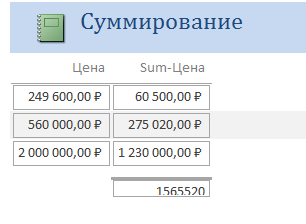 Суммирование
Цена Sum-Цена
249 600,00 ₽ 60 500,00 ₽
560 000,00 ₽ 275 020,00 ₽
2 000 000,00 ₽ 1 230 000,00 ₽
1565520